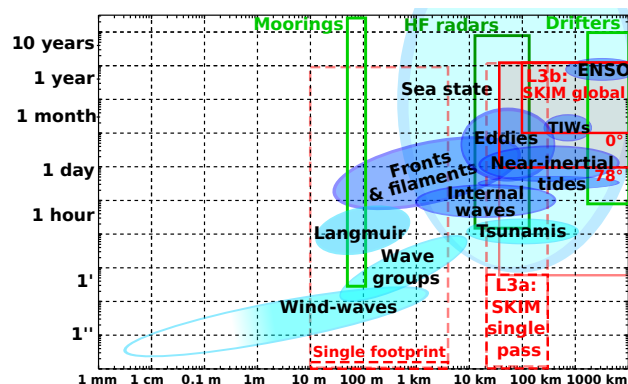 Moorings
HF radars
Drifters
10 years
1 year
1 month
1 day
1 hour
1'
1''
ENSO
L3b:
SKIM global
Sea state
TIWs
0°
Eddies
Near-inertial
78°
tides
Fronts
& filaments
Internal
waves
Tsunamis
Langmuir
Wave
groups
Wind-waves
L3a:
SKIM
single
pass
Single footprint
1 mm
1 cm
0.1 m
1m
10 m
100 m
1 km
10 km
100 km
1000 km